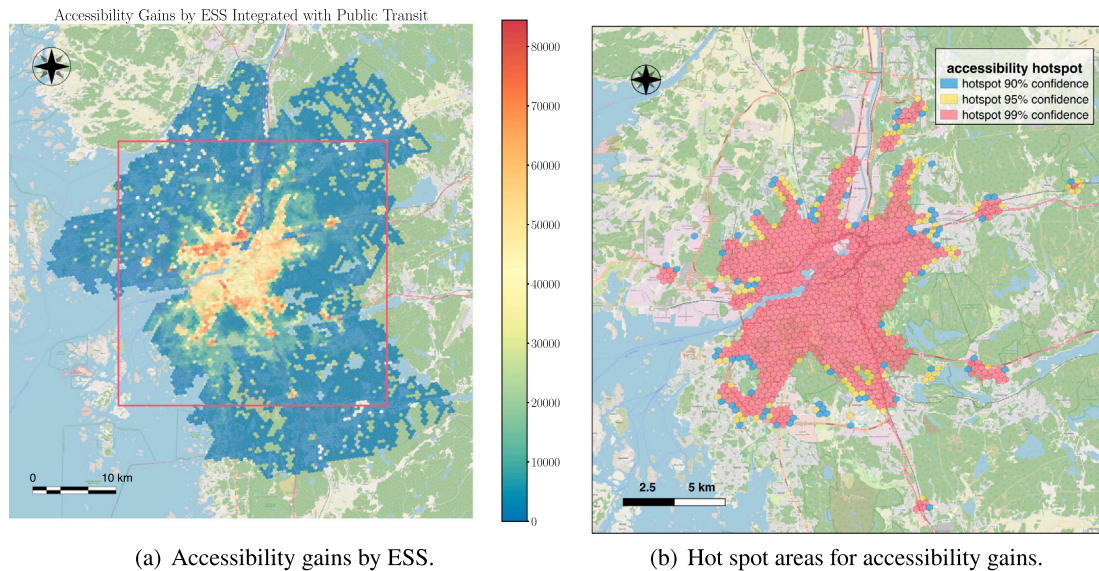 Accessibility Gains by ESS Integrated with Public Transit
80000
70000
60000
50000
40000
30000
20000
10000
0
0 10 km
accessibility hotspot
hotspot 90% confidence
hotspot 95% confidence
hotspot 99% confidence
2.5 5 km
(a) Accessibility gains by ESS.
(b) Hot spot areas for accessibility gains.